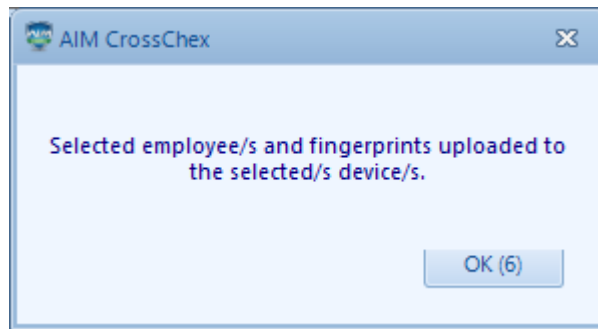 AIM CrossChex
Selected employee/s and fingerprints uploaded to
the selected/s device/s.
OK (6)